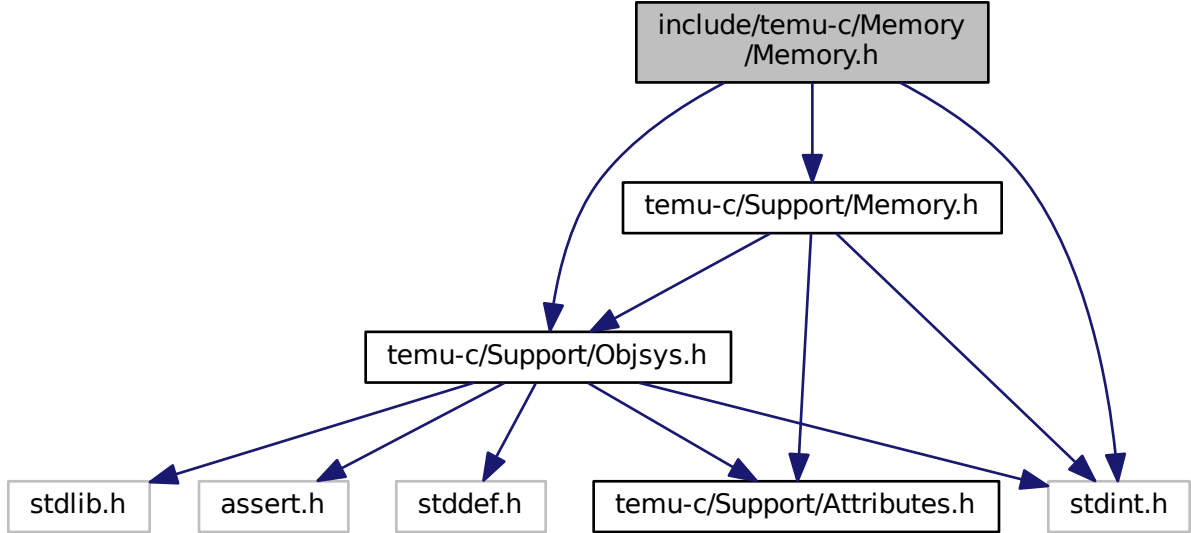 include/temu-c/Memory
/Memory.h
temu-c/Support/Memory.h
temu-c/Support/Objsys.h
stdlib.h
assert.h
stddef.h
temu-c/Support/Attributes.h
stdint.h